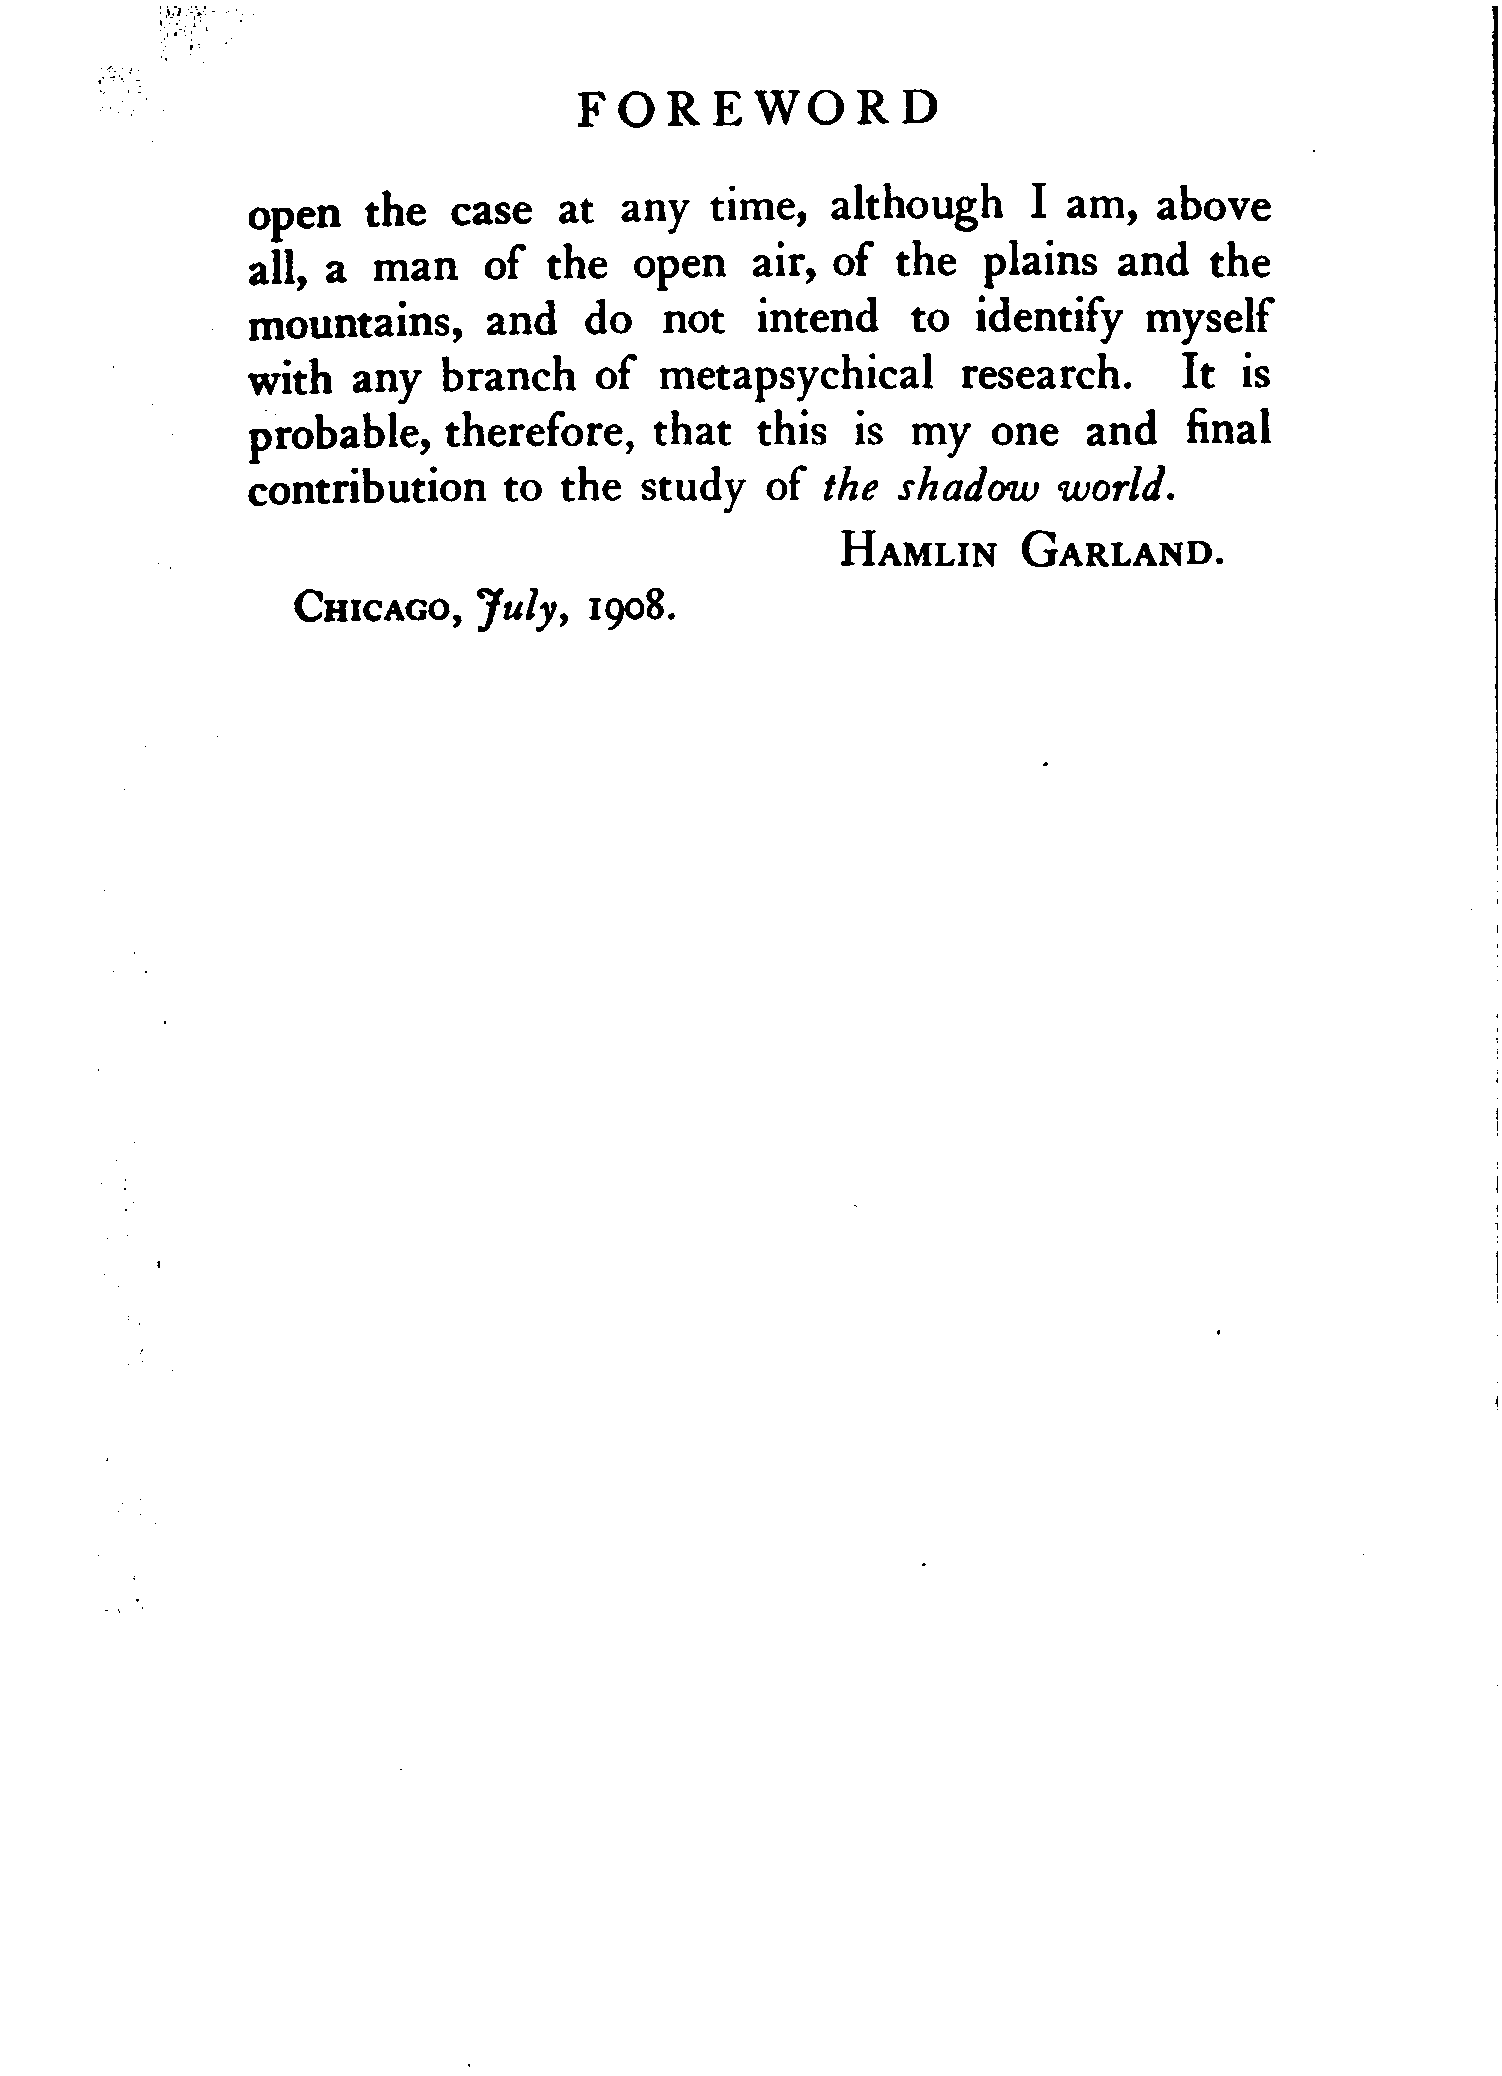 FOREWORD
open the case at any time, although I am, above
all, a man of the open air, of the plains and the
mountains, and do not intend to identify myself
with any branch of metapsychical research. It is
probable, therefore, that this is my one and final
contribution to the study of the shadow world.
HAMLIN GARLAND.
CHICAGO, July, 1908.